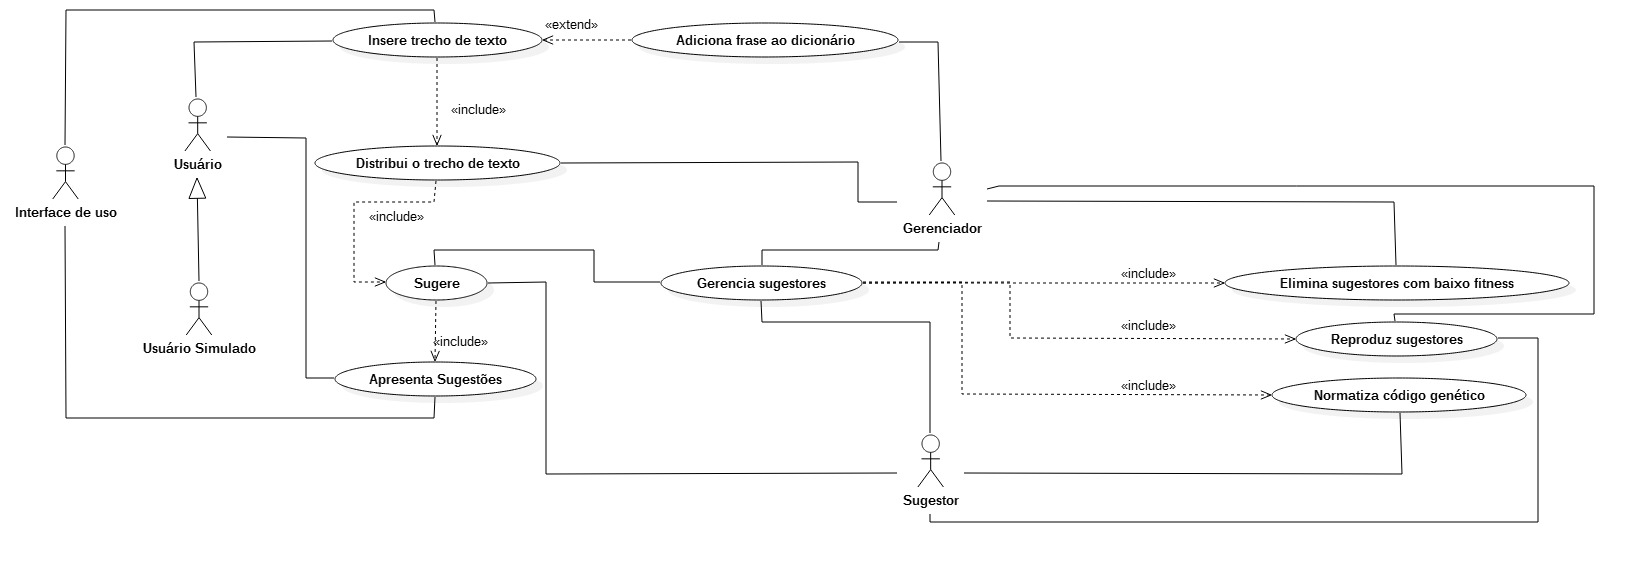 «extend»
Insere trecho de texto
Adiciona frase ao dicionário
«include»
Usuário
Distribui o trecho de texto
Interface de uso
«include»
Gerenciador
«include»
Sugere
Gerencia sugestores
Elimina sugestores com baixo fitness
«include»
Usuário Simulado
«include»
Reproduz sugestores
Apresenta Sugestões
«include»
Normatiza código genético
Sugestor